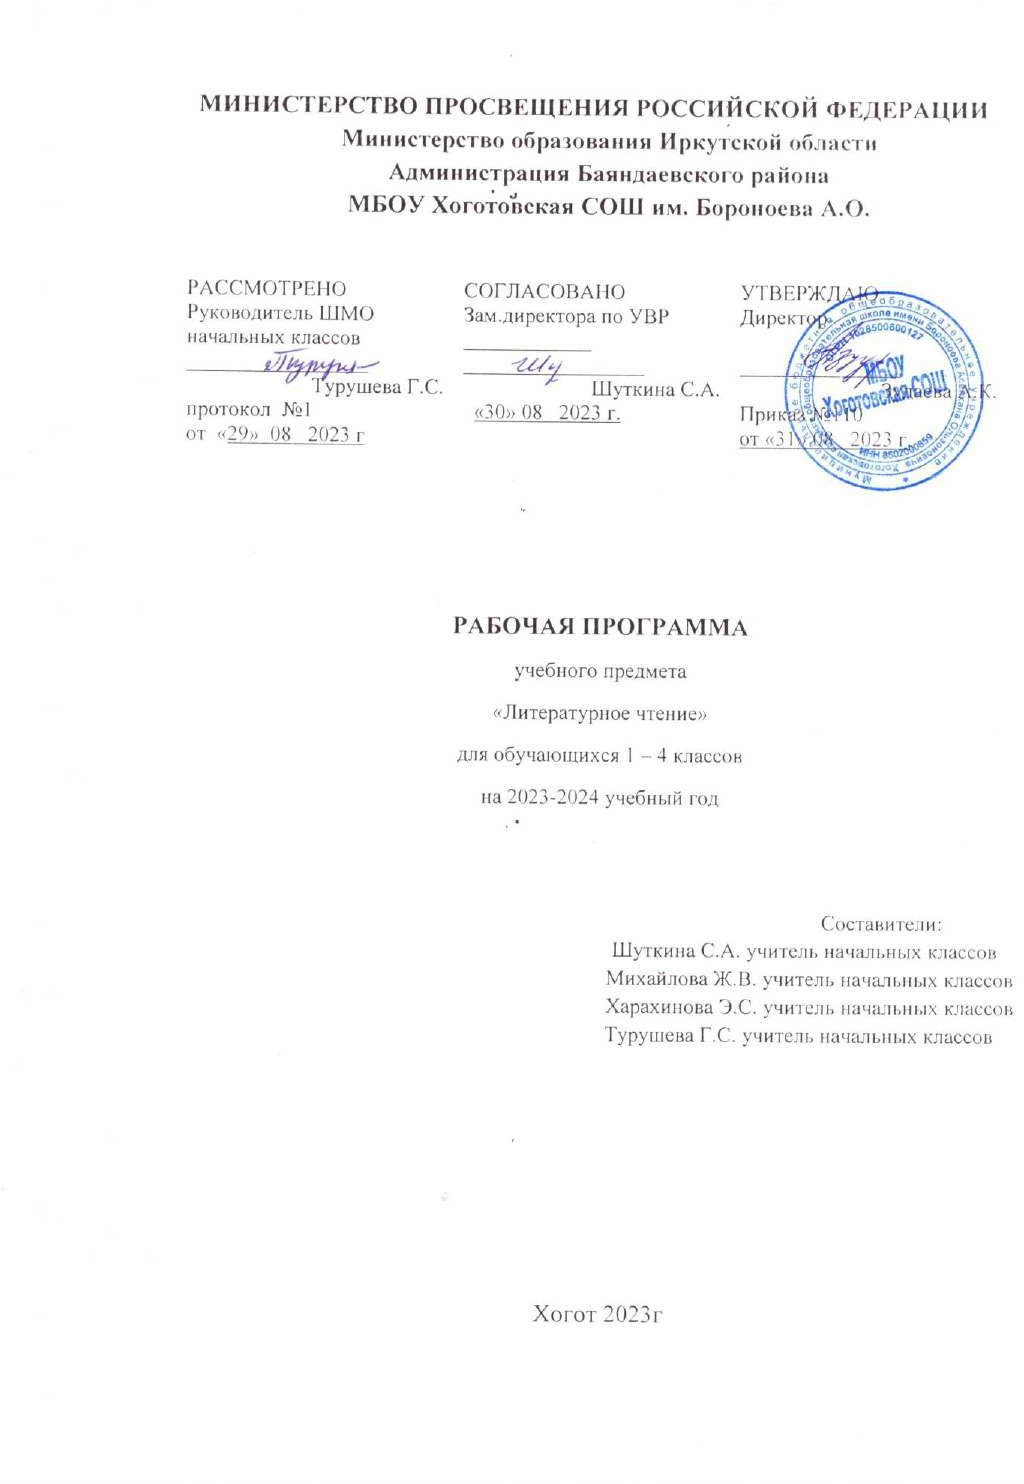 МИНИСТЕРСТВО ПРОСВЕЩЕНИЯ РОССИЙСКОЙ ФЕДЕРАЦИИ
Министерство образования Иркутской области
Администрация Баяндаевского района
МБОУ Хоготовская СОШ им. Бороноева А.О.
РАССМОТРЕНО
Руководитель ШМО
начальных классов
Турушева Г.С.
протокол №1
от «29» 08 2023 г
СОГЛАСОВАНО
Зам.директора по УВР
Шуткина С.А.
«30» 08 2023 г.
УТВЕРЖДАЮ
Директор
А.К.
Приказ
от «31» 08 2023 г
МБОУ
Хоготовская СОШ
ИНН 8502000859
РАБОЧАЯ ПРОГРАММА
учебного предмета
«Литературное чтение»
для обучающихся 1 – 4 классов
на 2023-2024 учебный год
Составители:
Шуткина С.А. учитель начальных классов
Михайлова Ж.В. учитель начальных классов
Харахинова Э.С. учитель начальных классов
Турушева Г.С. учитель начальных классов
Хогот 2023г